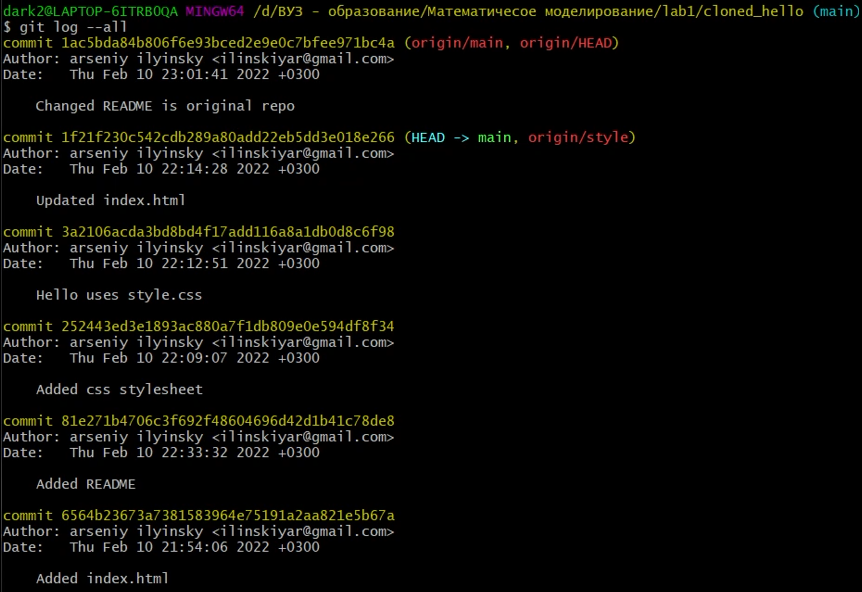 dark2@LAPTOP-6ITRBOQA MINGW64 /d/ВУЗ - образование/Математичесое моделирование/lab1/cloned_hello (main)
$ git log --all
commit 1ac5bda84b806f6e93bced2e9e0c7bfee971bc4a (origin/main, origin/HEAD)
Author: arseniy ilyinsky <ilinskiyar@gmail.com>
Date:   Thu Feb 10 23:01:41 2022 +0300
Changed README is original repo
commit 1f21f230c542cdb289a80add22eb5dd3e018e266 (HEAD -> main, origin/style)
Author: arseniy ilyinsky <ilinskiyar@gmail.com>
Date:   Thu Feb 10 22:14:28 2022 +0300
Updated index.html
commit 3a2106acda3bd8bd4f17add116a8a1db0d8c6f98
Author: arseniy ilyinsky <ilinskiyar@gmail.com>
Date:   Thu Feb 10 22:12:51 2022 +0300
Hello uses style.css
commit 252443ed3e1893ac880a7f1db809e0e594df8f34
Author: arseniy ilyinsky <ilinskiyar@gmail.com>
Date:   Thu Feb 10 22:09:07 2022 +0300
Added css stylesheet
commit 81e271b4706c3f692f48604696d42d1b41c78de8
Author: arseniy ilyinsky <ilinskiyar@gmail.com>
Date:   Thu Feb 10 22:33:32 2022 +0300
Added README
commit 6564b23673a7381583964e75191a2aa821e5b67a
Author: arseniy ilyinsky <ilinskiyar@gmail.com>
Date:   Thu Feb 10 21:54:06 2022 +0300
Added index.html